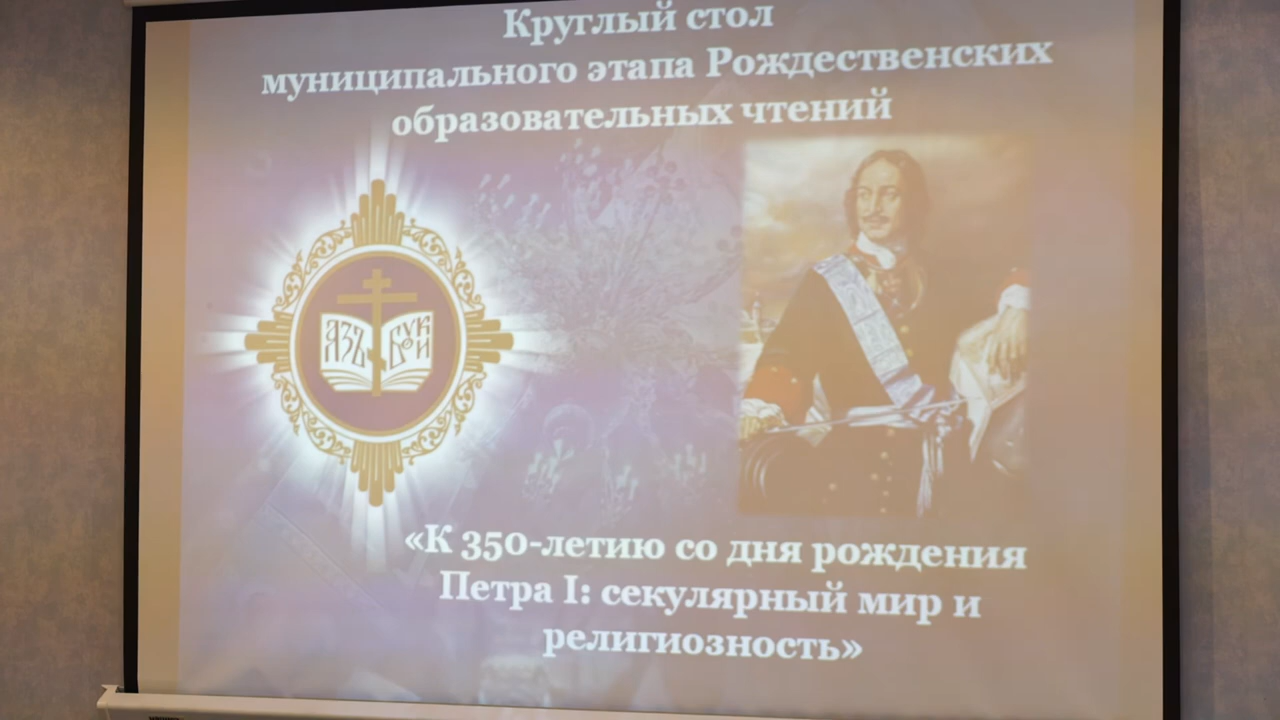 Круглый стол
муниципального этапа Рождественских
образовательных чтений
АЗЪ БУКИ
«К 350-летию со дня рождения
Петра I: секулярный мир и
религиозность»